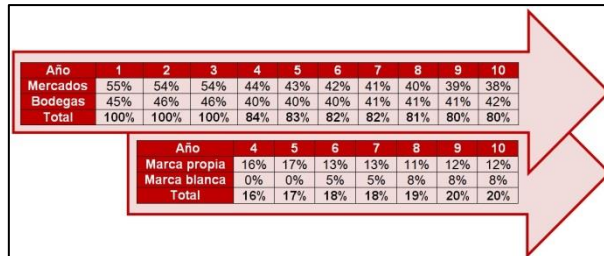 Año 1 2 3 4 5 6 7 8 9 10
Mercados 55% 54% 54% 44% 43% 42% 41% 40% 39% 38%
Bodegas 45% 46% 46% 40% 40% 40% 41% 41% 41% 42%
Total 100% 100% 100% 84% 83% 82% 82% 81% 80% 80%
Año 4 5 6 7 8 9 10
Marca propia 16% 17% 13% 13% 11% 12% 12%
Marca blanca 0% 0% 5% 5% 8% 8% 8%
Total 16% 17% 18% 18% 19% 20% 20%